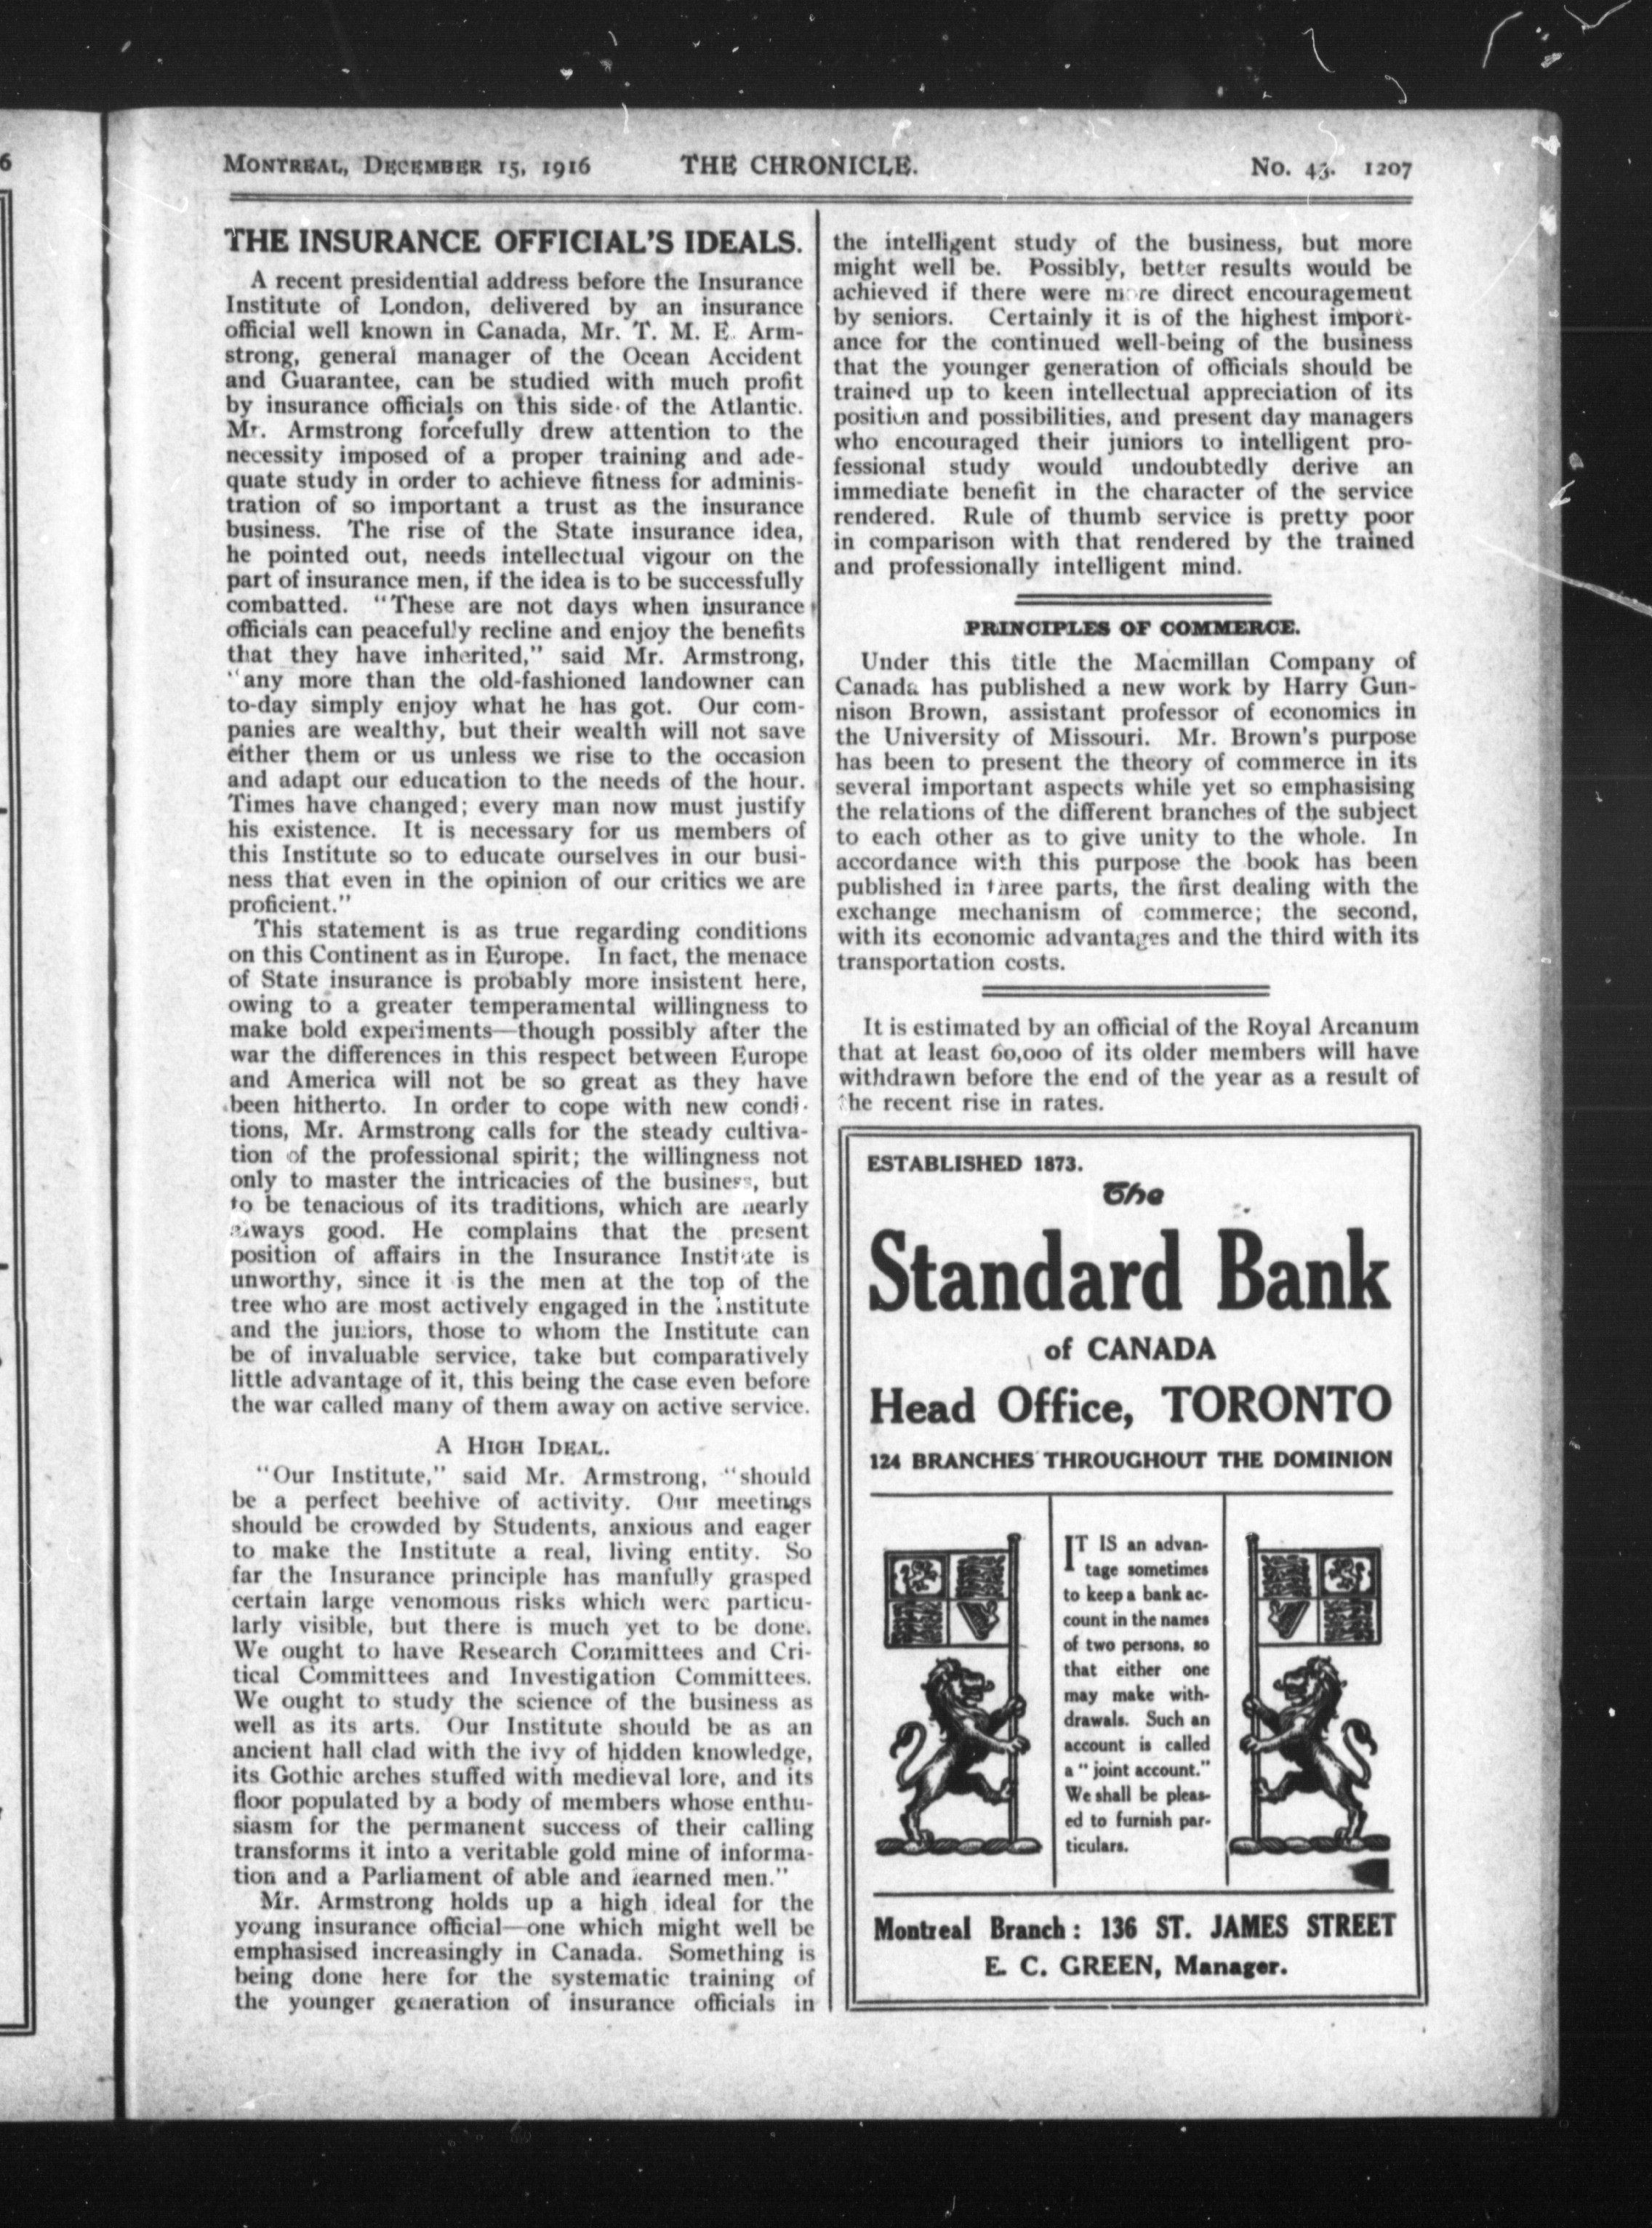 6
MONTREAL, DECEMBER 15, 1916 THE CHRONICLE. No. 43. 1207
THE INSURANCE OFFICIAL'S IDEALS.
A recent presidential address before the Insurance
Institute of London, delivered by an insurance
official well known in Canada, Mr. T. M. E. Arm-
strong, general manager of the Ocean Accident
and Guarantee, can be studied with much profit
by insurance officials on this side of the Atlantic.
Mr. Armstrong forcefully drew attention to the
necessity imposed of a proper training and ade-
quate study in order to achieve fitness for adminis-
tration of so important a trust as the insurance
business. The rise of the State insurance idea,
he pointed out, needs intellectual vigour on the
part of insurance men, if the idea is to be successfully
combatted. "These are not days when insurance
officials can peacefully recline and enjoy the benefits
that they have inherited," said Mr. Armstrong,
"any more than the old-fashioned landowner can
to-day simply enjoy what he has got. Our com-
panies are wealthy, but their wealth will not save
either them or us unless we rise to the occasion
and adapt our education to the needs of the hour.
Times have changed; every man now must justify
his existence. It is necessary for us members of
this Institute so to educate ourselves in our busi-
ness that even in the opinion of our critics we are
proficient."
This statement is as true regarding conditions
on this Continent as in Europe. In fact, the menace
of State insurance is probably more insistent here,
owing to a greater temperamental willingness to
make bold experiments—though possibly after the
war the differences in this respect between Europe
and America will not be so great as they have
been hitherto. In order to cope with new condi-
tions, Mr. Armstrong calls for the steady cultiva-
tion of the professional spirit; the willingness not
only to master the intricacies of the business, but
to be tenacious of its traditions, which are nearly
always good. He complains that the present
position of affairs in the Insurance Institute is
unworthy, since it is the men at the top of the
tree who are most actively engaged in the institute
and the juniors, those to whom the Institute can
be of invaluable service, take but comparatively
little advantage of it, this being the case even before
the war called many of them away on active service.
A HIGH IDEAL.
"Our Institute," said Mr. Armstrong, "should
be a perfect beehive of activity. Our meetings
should be crowded by Students, anxious and eager
to make the Institute a real, living entity. So
far the Insurance principle has manfully grasped
certain large venomous risks which were particu-
larly visible, but there is much yet to be done.
We ought to have Research Committees and Cri-
tical Committees and Investigation Committees.
We ought to study the science of the business as
well as its arts. Our Institute should be as an
ancient hall clad with the ivy of hidden knowledge,
its Gothic arches stuffed with medieval lore, and its
floor populated by a body of members whose enthu-
siasm for the permanent success of their calling
transforms it into a veritable gold mine of informa-
tion and a Parliament of able and learned men."
Mr. Armstrong holds up a high ideal for the
young insurance official—one which might well be
emphasised increasingly in Canada. Something is
being done here for the systematic training of
the younger generation of insurance officials in
the intelligent study of the business, but more
might well be. Possibly, better results would be
achieved if there were more direct encouragement
by seniors. Certainly it is of the highest import-
ance for the continued well-being of the business
that the younger generation of officials should be
trained up to keen intellectual appreciation of its
position and possibilities, and present day managers
who encouraged their juniors to intelligent pro-
fessional study would undoubtedly derive an
immediate benefit in the character of the service
rendered. Rule of thumb service is pretty poor
in comparison with that rendered by the trained
and professionally intelligent mind.
PRINCIPLES OF COMMERCE.
Under this title the Macmillan Company of
Canada has published a new work by Harry Gun-
nison Brown, assistant professor of economics in
the University of Missouri. Mr. Brown's purpose
has been to present the theory of commerce in its
several important aspects while yet so emphasising
the relations of the different branches of the subject
to each other as to give unity to the whole. In
accordance with this purpose the book has been
published in three parts, the first dealing with the
exchange mechanism of commerce; the second,
with its economic advantages and the third with its
transportation costs.
It is estimated by an official of the Royal Arcanum
that at least 60,000 of its older members will have
withdrawn before the end of the year as a result of
the recent rise in rates.
ESTABLISHED 1873.
The
Standard Bank
of CANADA
Head Office, TORONTO
124 BRANCHES THROUGHOUT THE DOMINION
IT IS an advan-
tage sometimes
to keep a bank ac-
count in the names
of two persons, so
that either one
may make with-
drawals. Such an
account is called
a "joint account."
We shall be pleas-
ed to furnish par-
ticulars.
Montreal Branch: 136 ST. JAMES STREET
E. C. GREEN, Manager.